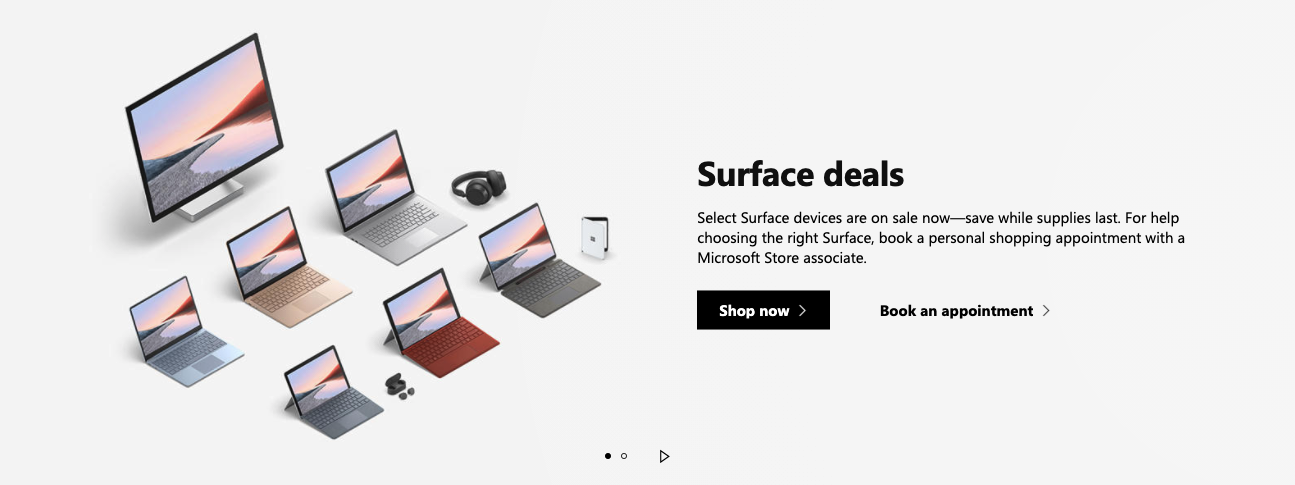 Surface deals
Select Surface devices are on sale now—save while supplies last. For help
choosing the right Surface, book a personal shopping appointment with a
Microsoft Store associate.
Shop now
Book an appointment